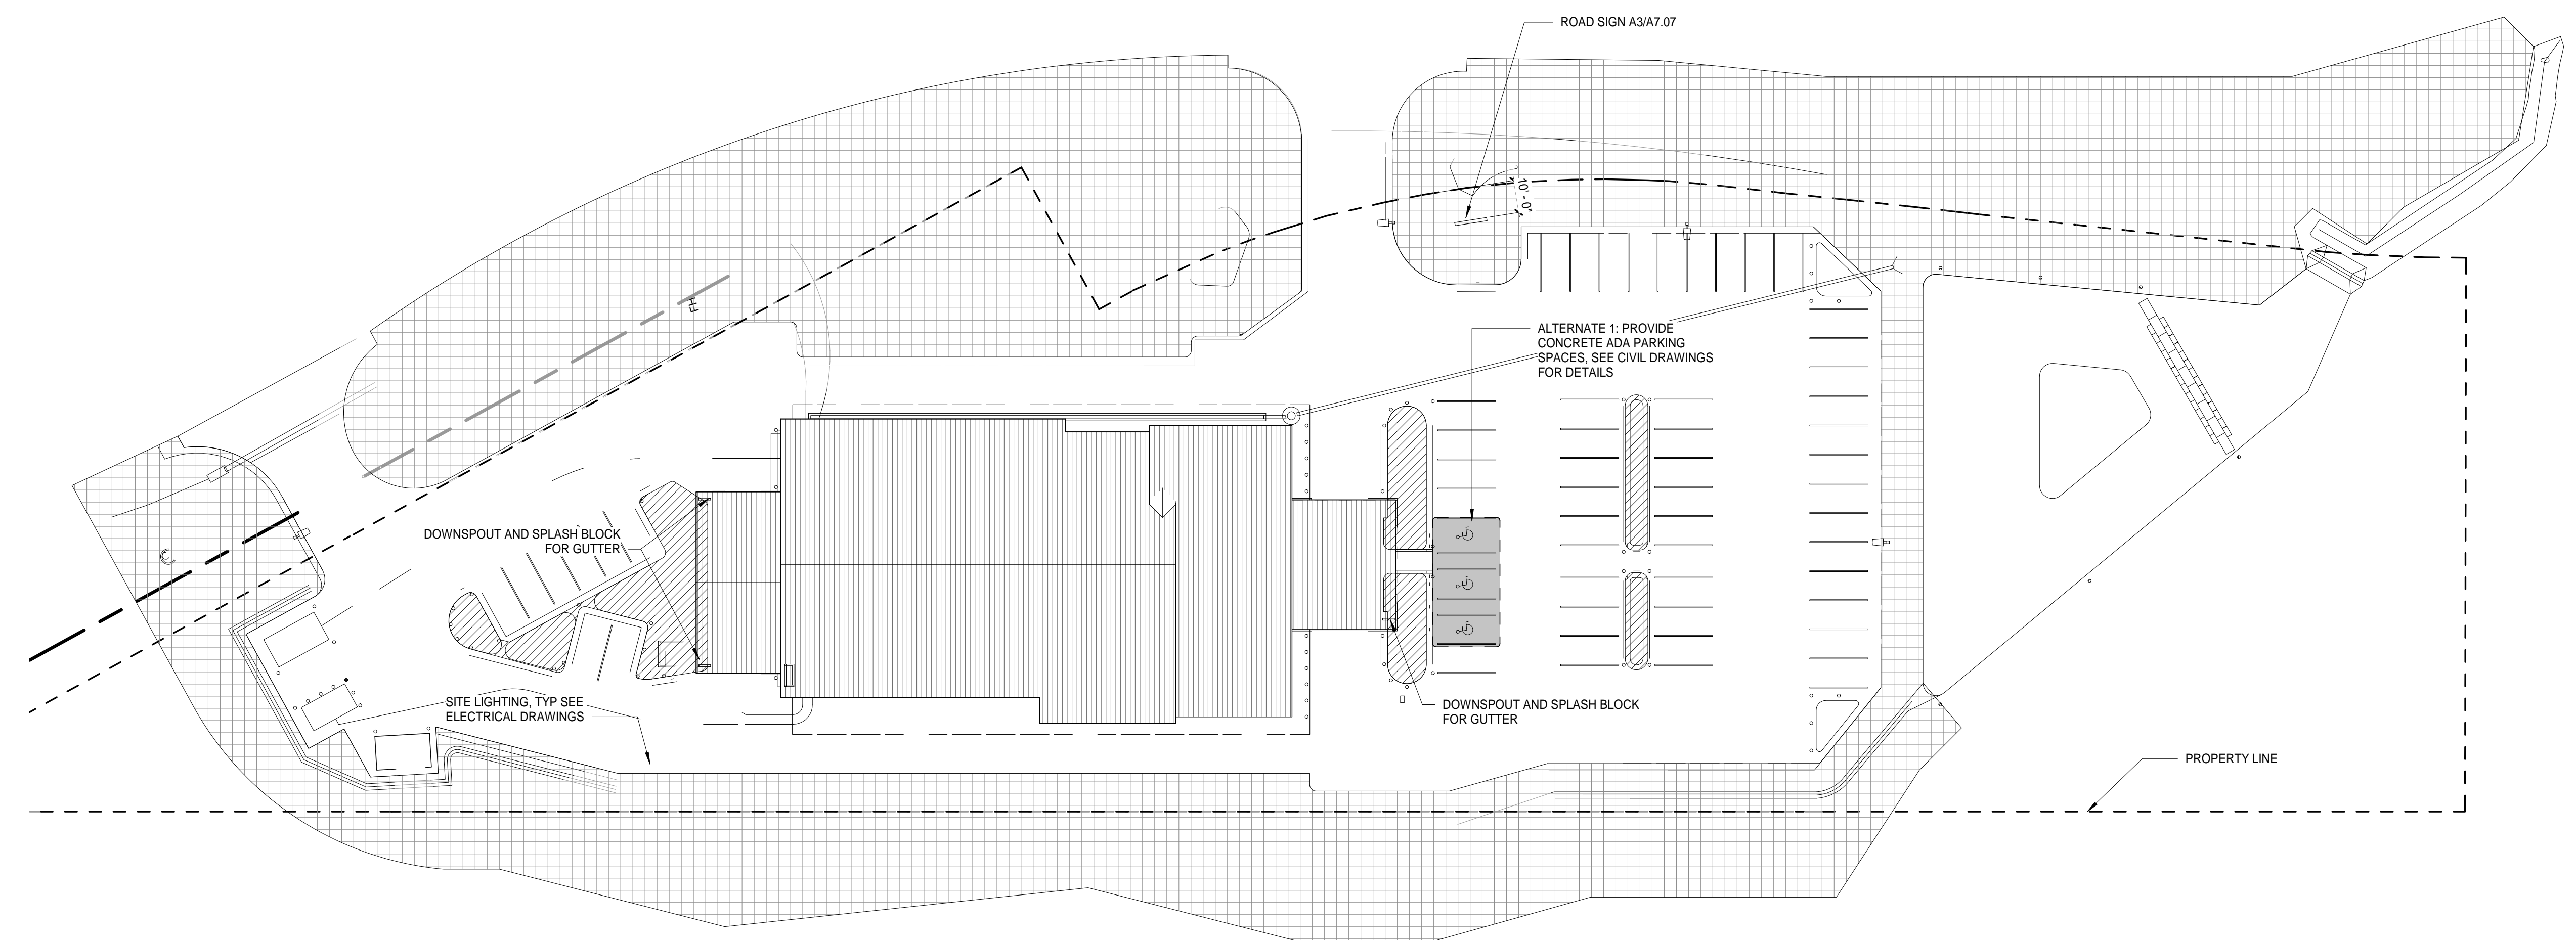 ROAD SIGN A3/A7.07
10' - 0"
FH
ALTERNATE 1: PROVIDE
CONCRETE ADA PARKING
SPACES, SEE CIVIL DRAWINGS
FOR DETAILS
DOWNSPOUT AND SPLASH BLOCK
FOR GUTTER
SITE LIGHTING, TYP SEE
ELECTRICAL DRAWINGS
DOWNSPOUT AND SPLASH BLOCK
FOR GUTTER
PROPERTY LINE